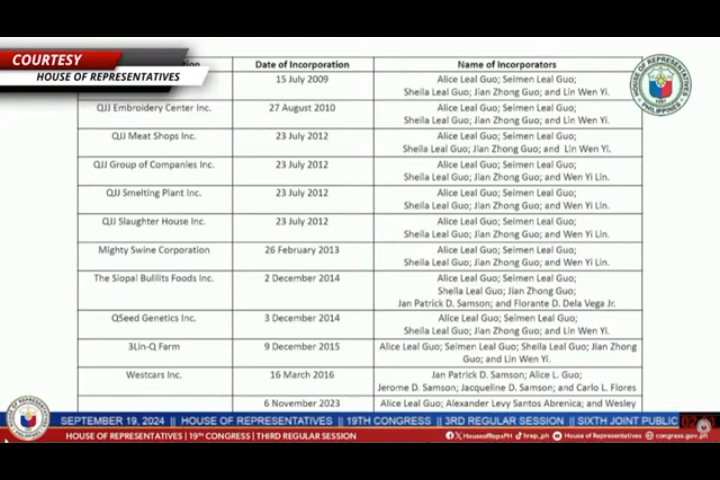 COURTESY
HOUSE OF REPRESENTATIVES
Date of Incorporation
Name of Incorporators
15 July 2009
Alice Leal Guo; Seimen Leal Guo;
Sheila Leal Guo; Jian Zhong Guo; and Lin Wen Yi.
QJJ Embroidery Center Inc.
27 August 2010
Alice Leal Guo; Seimen Leal Guo;
Sheila Leal Guo; Jian Zhong Guo; and Lin Wen Yi.
QJJ Meat Shops Inc.
23 July 2012
Alice Leal Guo; Seimen Leal Guo;
Sheila Leal Guo; Jian Zhong Guo; and Lin Wen Yi.
QJJ Group of Companies Inc.
23 July 2012
Alice Leal Guo; Seimen Leal Guo;
Sheila Leal Guo; Jian Zhong Guo; and Wen Yi Lin.
QJJ Smelting Plant Inc.
23 July 2012
Alice Leal Guo; Seimen Leal Guo;
Sheila Leal Guo; Jian Zhong Guo; and Wen Yi Lin.
QJJ Slaughter House Inc.
23 July 2012
Alice Leal Guo; Seimen Leal Guo;
Sheila Leal Guo; Jian Zhong Guo; and Wen Yi Lin.
Mighty Swine Corporation
26 February 2013
Alice Leal Guo; Seimen Leal Guo;
Sheila Leal Guo; Jian Zhong Guo; and Wen Yi Lin.
The Siopal Bulilits Foods Inc.
2 December 2014
Alice Leal Guo; Seimen Leal Guo;
Sheila Leal Guo; Jian Zhong Guo;
Jan Patrick D. Samson; and Florante D. Dela Vega Jr.
QSeed Genetics Inc.
3 December 2014
Alice Leal Guo; Seimen Leal Guo;
Sheila Leal Guo; Jian Zhong Guo; and Lin Wen Yi.
3Lin-Q Farm
9 December 2015
Alice Leal Guo; Seimen Leal Guo; Sheila Leal Guo; Jian Zhong
Guo; and Lin Wen Yi.
Westcars Inc.
16 March 2016
Jan Patrick D. Samson; Alice L. Guo;
Jerome D. Samson; Jacqueline D. Samson; and Carlo L. Flores
6 November 2023
Alice Leal Guo; Alexander Levy Santos Abrenica; and Wesley
HOUSE OF REPRESENTATIVES
PHILIPPINES
SEPTEMBER 19, 2024 || HOUSE OF REPRESENTATIVES || 19TH CONGRESS || 3RD REGULAR SESSION || SIXTH JOINT PUBLIC
HOUSE OF REPRESENTATIVES | 19TH CONGRESS | THIRD REGULAR SESSION
HouseofRepsPH hrep_ph House of Representatives congress.gov.ph